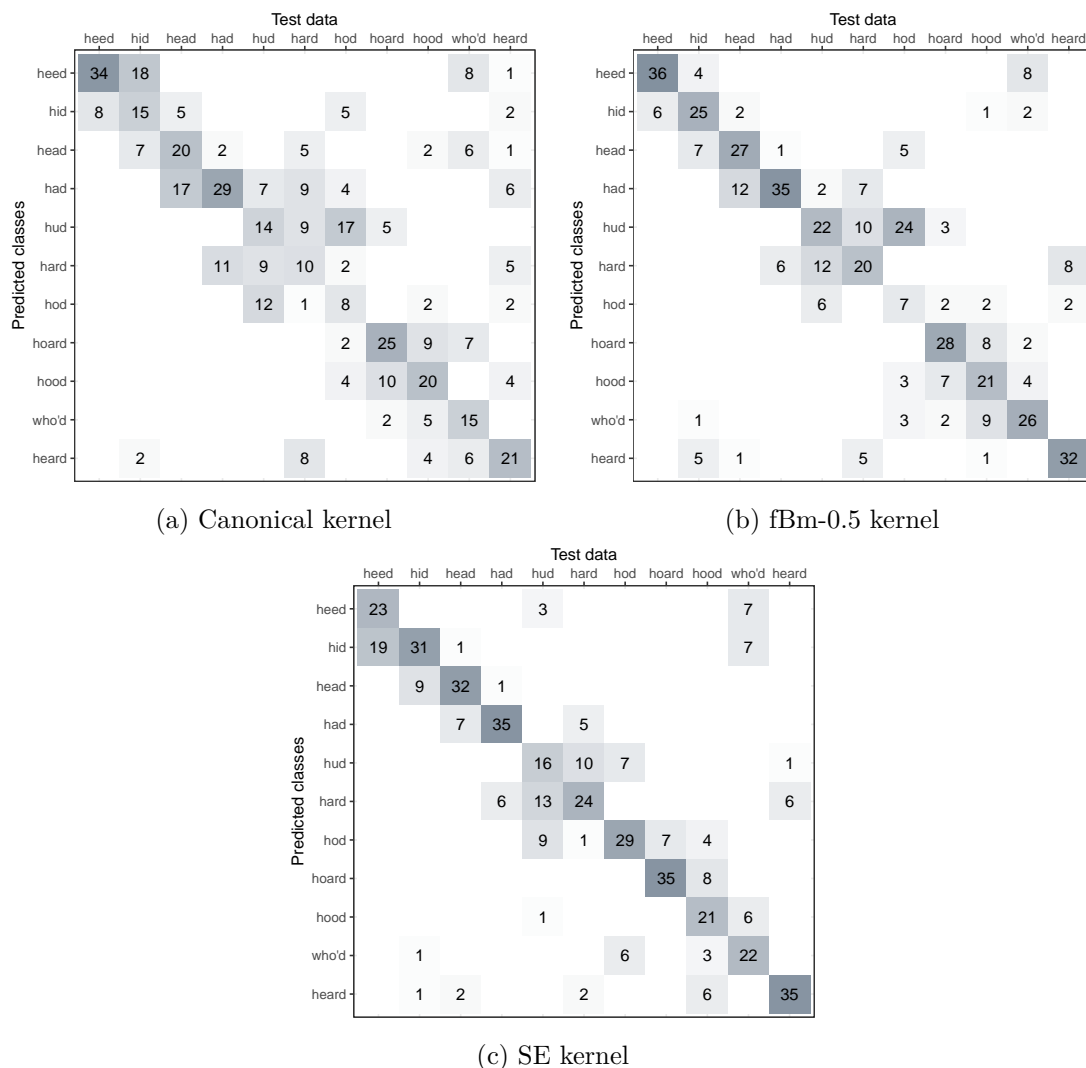 Test data
heed hid head had hud hard hod hoard hood who'd heard
Predicted classes
heed 34 18 8 1
hid 8 15 5 5 2
head 7 20 2 5 2 6 1
had 17 29 7 9 4 6
hud 14 9 17 5
hard 11 9 10 2 5
hod 12 1 8 2 2
hoard 2 25 9 7
hood 4 10 20 4
who'd 2 5 15
heard 2 8 4 6 21
(a) Canonical kernel
Test data
heed hid head had hud hard hod hoard hood who'd heard
Predicted classes
heed 36 4 8
hid 6 25 2 1 2
head 7 27 1 5
had 12 35 2 7
hud 22 10 24 3
hard 6 12 20 8
hod 6 7 2 2 2
hoard 28 8 2
hood 3 7 21 4
who'd 1 3 2 9 26
heard 5 1 5 1 32
(b) fBm-0.5 kernel
Test data
heed hid head had hud hard hod hoard hood who'd heard
Predicted classes
heed 23 3 7
hid 19 31 1 7
head 9 32 1
had 7 35 5
hud 16 10 7 1
hard 6 13 24 6
hod 9 1 29 7 4
hoard 35 8
hood 1 21 6
who'd 1 6 3 22
heard 1 2 2 6 35
(c) SE kernel